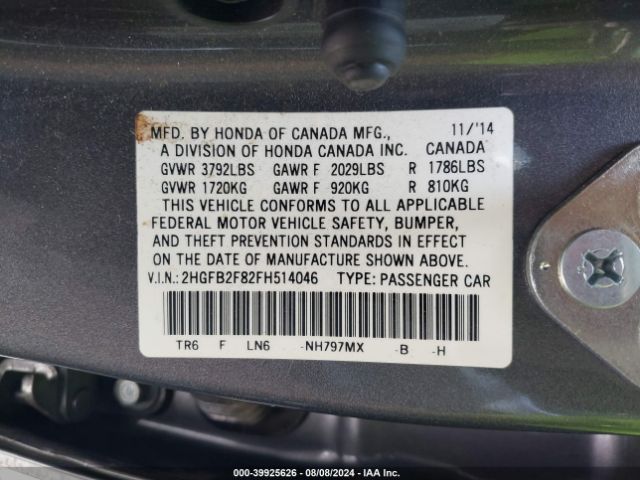 MFD. BY HONDA OF CANADA MFG., 11/'14
A DIVISION OF HONDA CANADA INC. CANADA
GVWR 3792LBS GAWR F 2029LBS R 1786LBS
GVWR 1720KG GAWR F 920KG R 810KG
THIS VEHICLE CONFORMS TO ALL APPLICABLE
FEDERAL MOTOR VEHICLE SAFETY, BUMPER,
AND THEFT PREVENTION STANDARDS IN EFFECT
ON THE DATE OF MANUFACTURE SHOWN ABOVE.
V.I.N.: 2HGFB2F82FH514046 TYPE: PASSENGER CAR
TR6 F LN6 -NH797MX -B -H
000-39925626 - 08/08/2024 - IAA Inc.